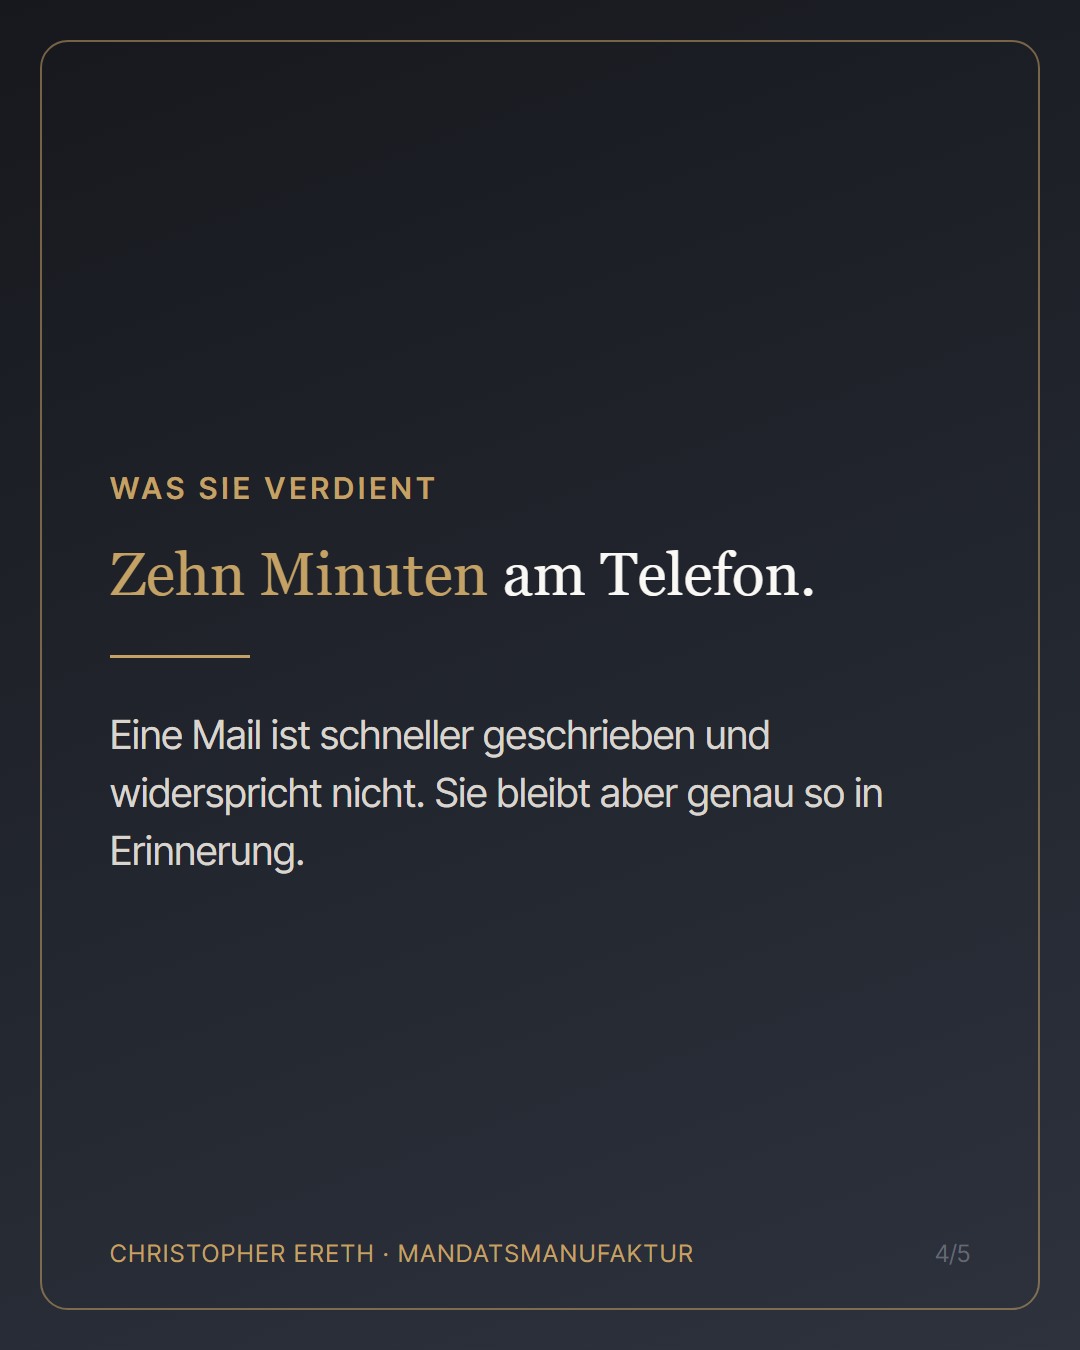 WAS SIE VERDIENT
Zehn Minuten am Telefon.
Eine Mail ist schneller geschrieben und
widerspricht nicht. Sie bleibt aber genau so in
Erinnerung.
CHRISTOPHER ERETH · MANDATSMANUFAKTUR
4/5